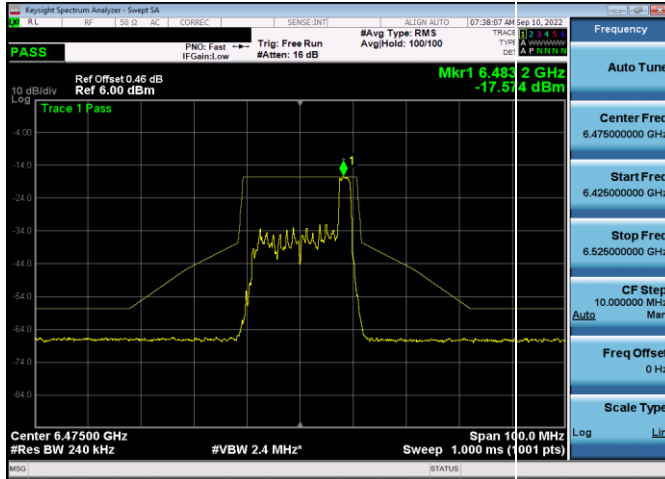 Keysight Spectrum Analyzer - Swept SA
RL RF 50 Ω AC CORREC SENSE:INT ALIGN AUTO 07:38:07 AM Sep 10, 2022
PASS
PNO: Fast
IFGain:Low
Trig: Free Run
#Atten: 16 dB
#Avg Type: RMS
Avg|Hold: 100/100
TRACE 1 2 3 4 5 6
TYPE A WWWWW
DET A P N N N N
Ref Offset 0.46 dB
10 dB/div Ref 6.00 dBm
Log
Mkr1 6.483 2 GHz
-17.574 dBm
Trace 1 Pass
1
-4.00
-14.0
-24.0
-34.0
-44.0
-54.0
-64.0
-74.0
-84.0
Center 6.47500 GHz Span 100.0 MHz
#Res BW 240 kHz #VBW 2.4 MHz* Sweep 1.000 ms (1001 pts)
MSG STATUS
Frequency
Auto Tune
Center Freq
6.475000000 GHz
Start Freq
6.425000000 GHz
Stop Freq
6.525000000 GHz
CF Step
10.000000 MHz
Auto Man
Freq Offset
0 Hz
Scale Type
Log Lin